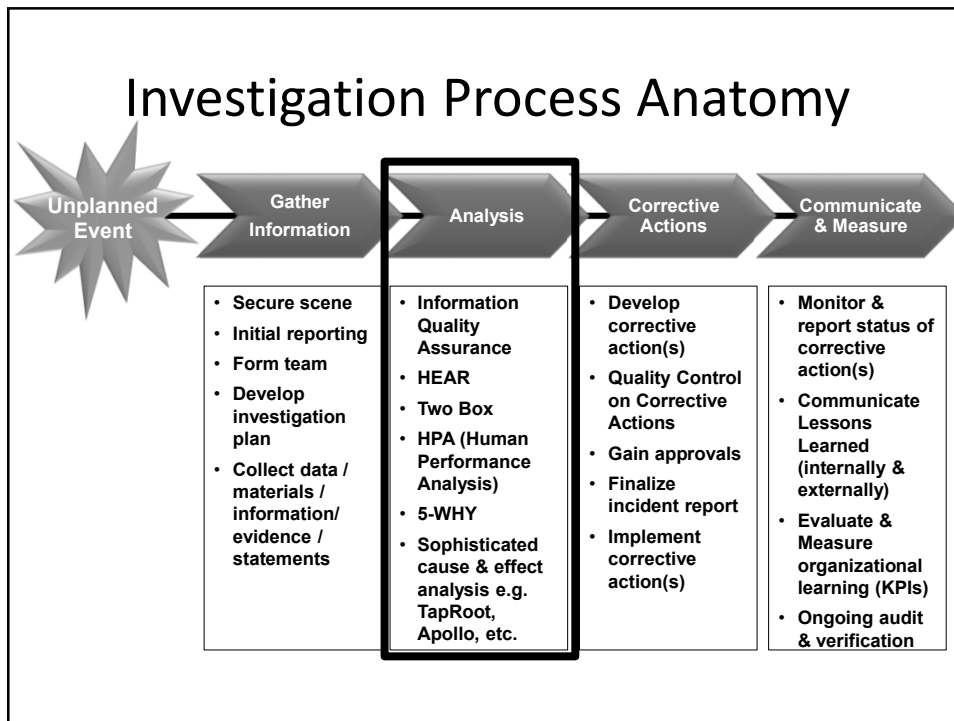 Investigation Process Anatomy
Unplanned
Event
Gather
Information
Analysis
Corrective
Actions
Communicate
& Measure
• Secure scene
• Initial reporting
• Form team
• Develop
investigation
plan
• Collect data /
materials /
information/
evidence /
statements
• Information
Quality
Assurance
• HEAR
• Two Box
• HPA (Human
Performance
Analysis)
• 5-WHY
• Sophisticated
cause & effect
analysis e.g.
TapRoot,
Apollo, etc.
• Develop
corrective
action(s)
• Quality Control
on Corrective
Actions
• Gain approvals
• Finalize
incident report
• Implement
corrective
action(s)
• Monitor &
report status of
corrective
action(s)
• Communicate
Lessons
Learned
(internally &
externally)
• Evaluate &
Measure
organizational
learning (KPIs)
• Ongoing audit
& verification